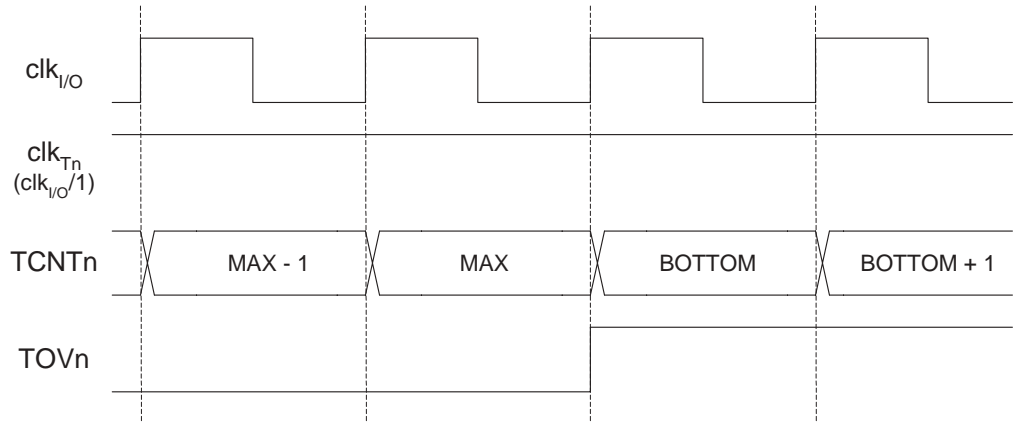 clkI/O
clkTn
(clkI/O/1)
TCNTn
MAX - 1
MAX
BOTTOM
BOTTOM + 1
TOVn